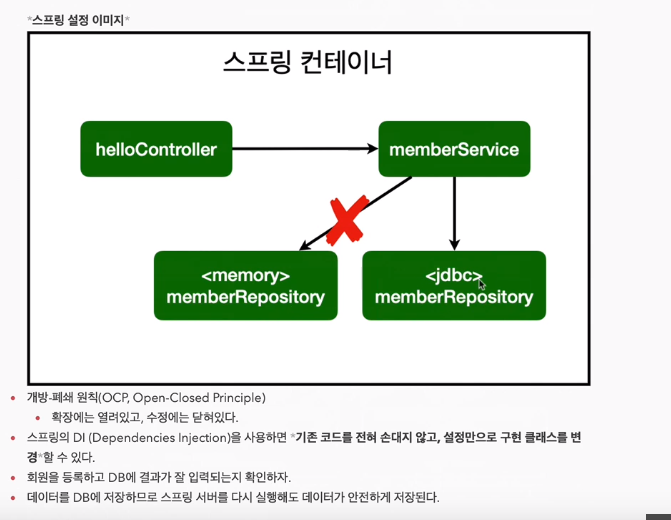 *스프링 설정 이미지*
스프링 컨테이너
helloController
memberService
<memory>
memberRepository
<jdbc>
memberRepository
• 개방-폐쇄 원칙(OCP, Open-Closed Principle)
• 확장에는 열려있고, 수정에는 닫혀있다.
• 스프링의 DI (Dependencies Injection)을 사용하면 *기존 코드를 전혀 손대지 않고, 설정만으로 구현 클래스를 변
경*할 수 있다.
• 회원을 등록하고 DB에 결과가 잘 입력되는지 확인하자.
• 데이터를 DB에 저장하므로 스프링 서버를 다시 실행해도 데이터가 안전하게 저장된다.